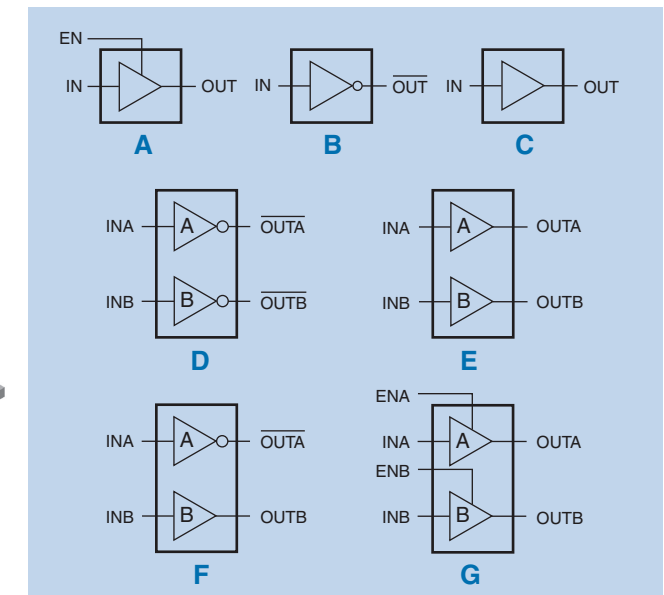 EN
IN OUT IN OUT IN OUT
A B C
INA A OUTA INA A OUTA
INB B OUTB INB B OUTB
D E
ENA
INA A OUTA INA A OUTA
ENB
INB B OUTB INB B OUTB
F G